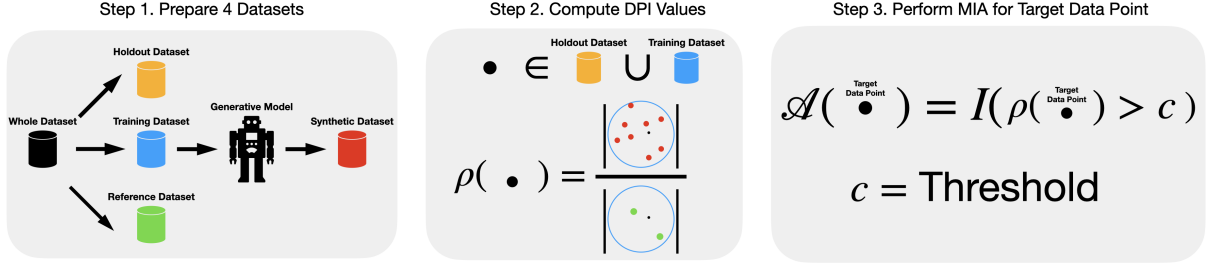 Step 1. Prepare 4 Datasets
Holdout Dataset
Whole Dataset
Training Dataset
Generative Model
Synthetic Dataset
Reference Dataset
Step 2. Compute DPI Values
Holdout Dataset
Training Dataset
• ∈ ∪
ρ( • ) =
Step 3. Perform MIA for Target Data Point
Target
Data Point
Target
Data Point
𝒜( • ) = I(ρ( • ) > c )
c = Threshold